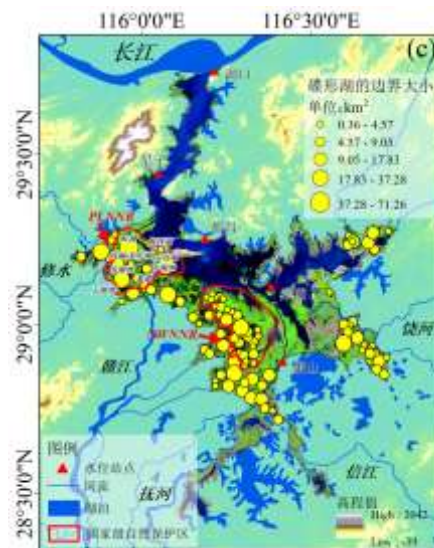 116°0'0"E
116°30'0"E
(c)
长江
碟形湖的边界大小
单位: km²
0.36 - 4.57
4.57 - 9.05
9.05 - 17.83
17.83 - 37.28
37.28 - 71.26
29°30'0"N
29°0'0"N
28°30'0"N
PLNNR
修水
赣江
饶河
信江
抚河
图例
水位站点
河流
湖泊
国家级自然保护区
高程值
High : 2042
Low : -39